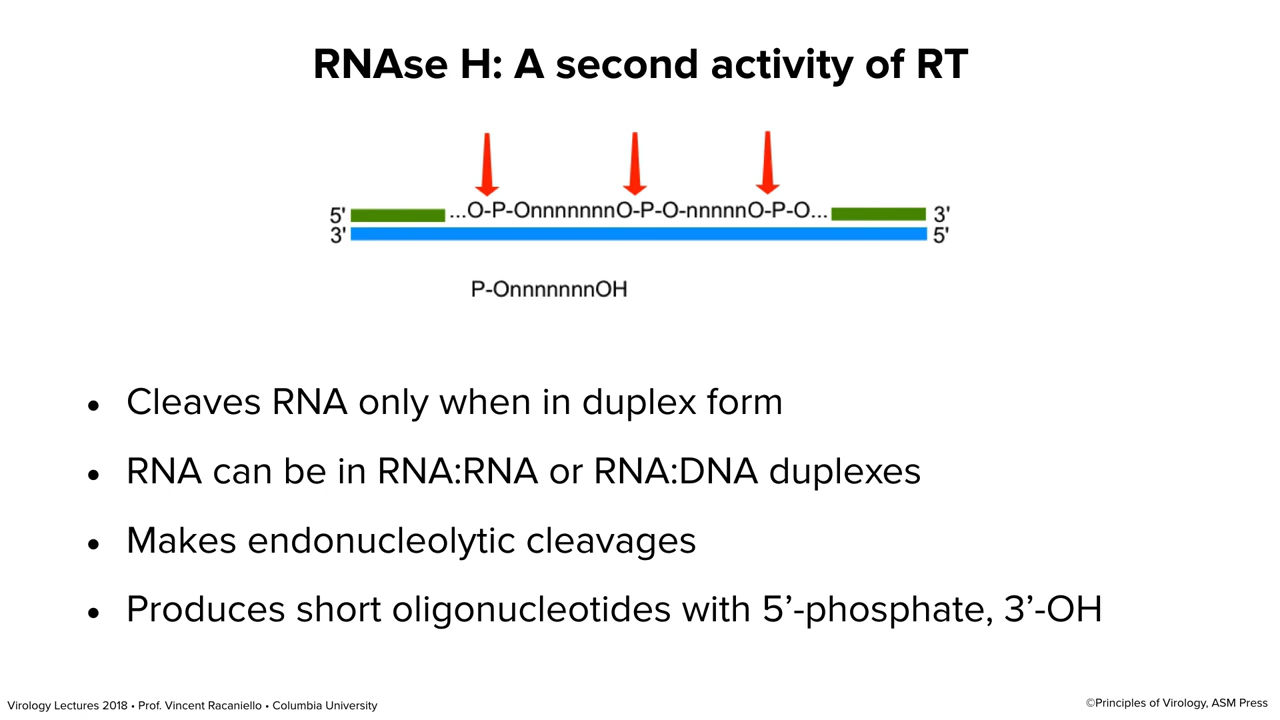 RNAse H: A second activity of RT
5' ...O-P-OnnnnnnnO-P-O-nnnnnO-P-O... 3'
3' 5'
P-OnnnnnnnOH
• Cleaves RNA only when in duplex form
• RNA can be in RNA:RNA or RNA:DNA duplexes
• Makes endonucleolytic cleavages
• Produces short oligonucleotides with 5’-phosphate, 3’-OH
Virology Lectures 2018 • Prof. Vincent Racaniello • Columbia University
©Principles of Virology, ASM Press